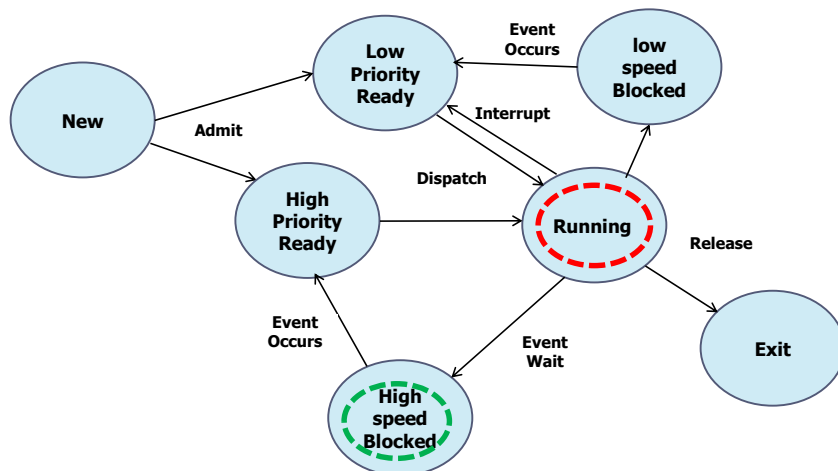 Event
Occurs
Low
Priority
Ready
low
speed
Blocked
New
Admit
Interrupt
Dispatch
High
Priority
Ready
Running
Release
Event
Occurs
Event
Wait
Exit
High
speed
Blocked